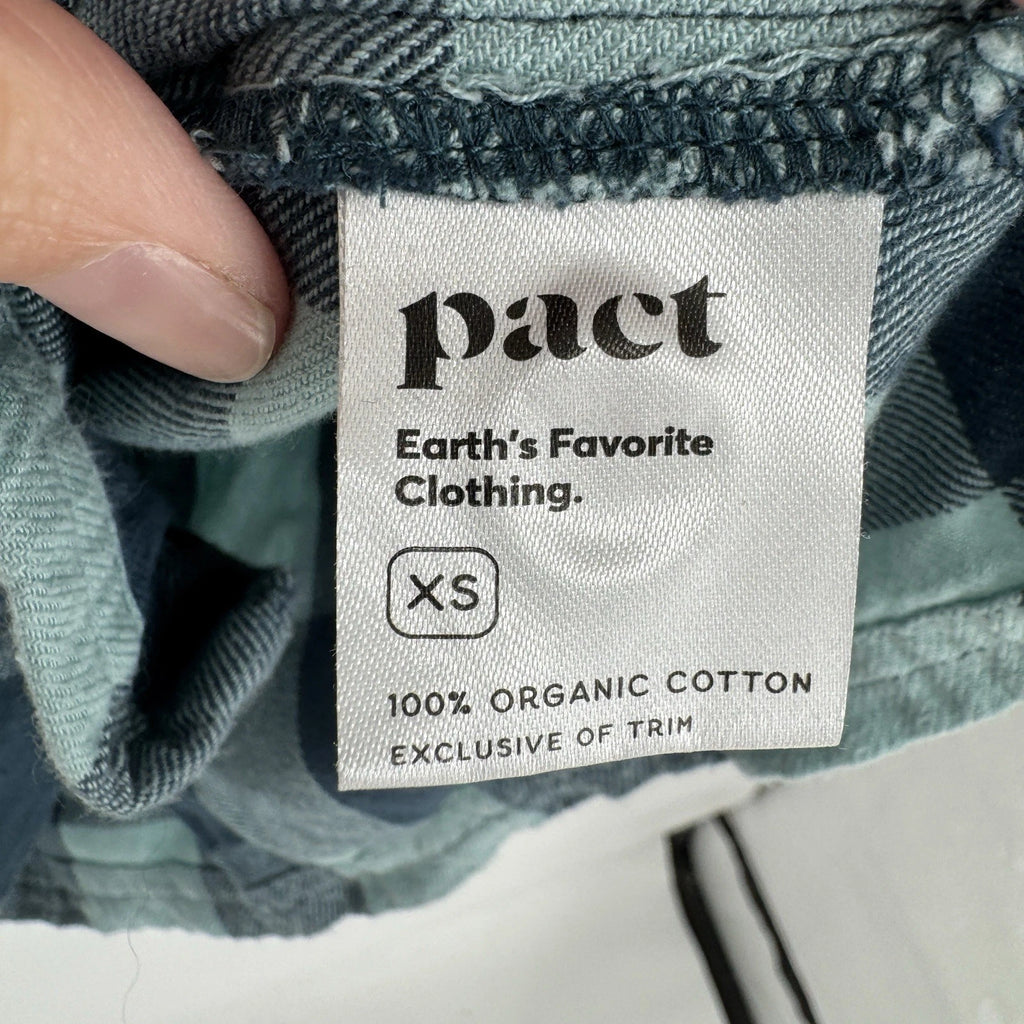 pact
Earth's Favorite
Clothing.
XS
100% ORGANIC COTTON
EXCLUSIVE OF TRIM